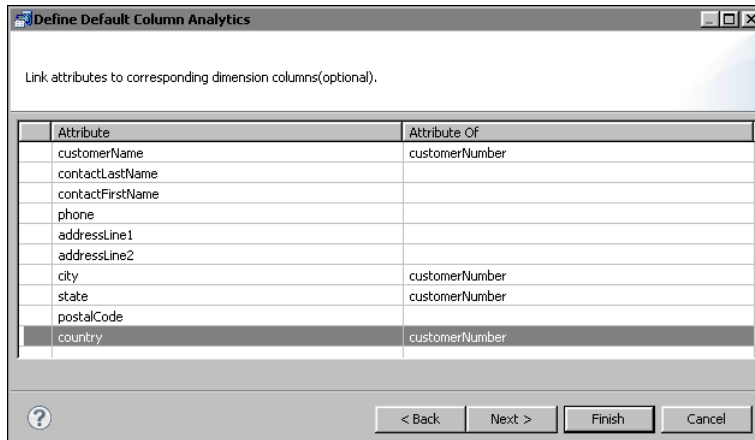 Define Default Column Analytics
Link attributes to corresponding dimension columns(optional).
Attribute Attribute Of
customerName customerNumber
contactLastName
contactFirstName
phone
addressLine1
addressLine2
city customerNumber
state customerNumber
postalCode
country customerNumber
? < Back Next > Finish Cancel